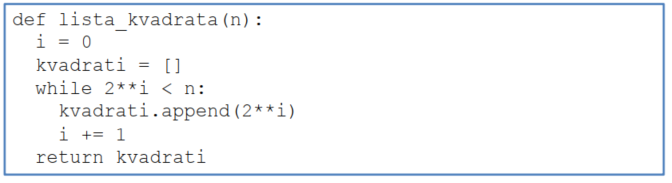 def lista_kvadrata(n):
  i = 0
  kvadrati = []
  while 2**i < n:
    kvadrati.append(2**i)
    i += 1
  return kvadrati